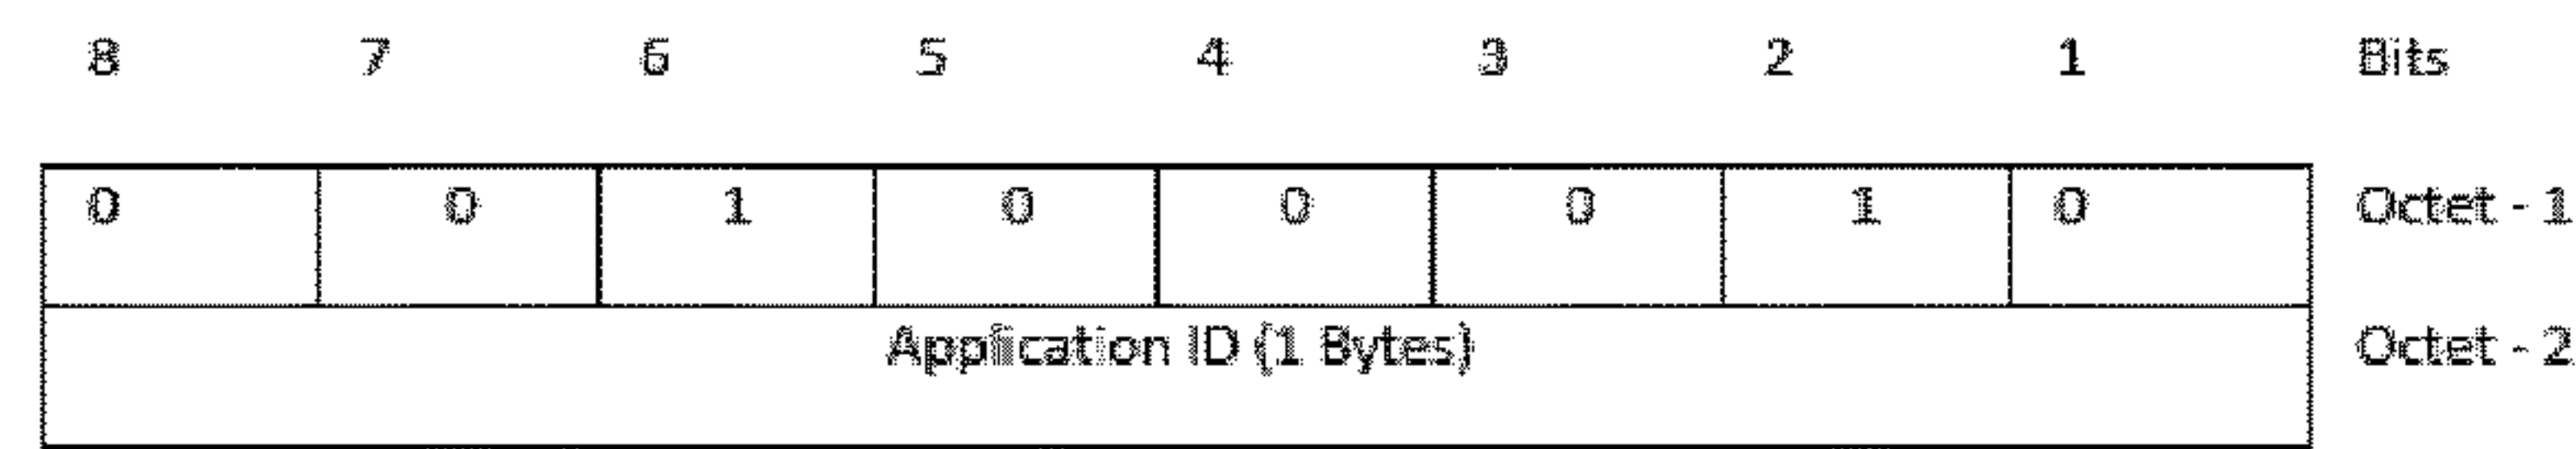 8 7 6 5 4 3 2 1 Bits
0 0 1 0 0 0 1 0 Octet - 1
Application ID (1 Bytes) Octet - 2